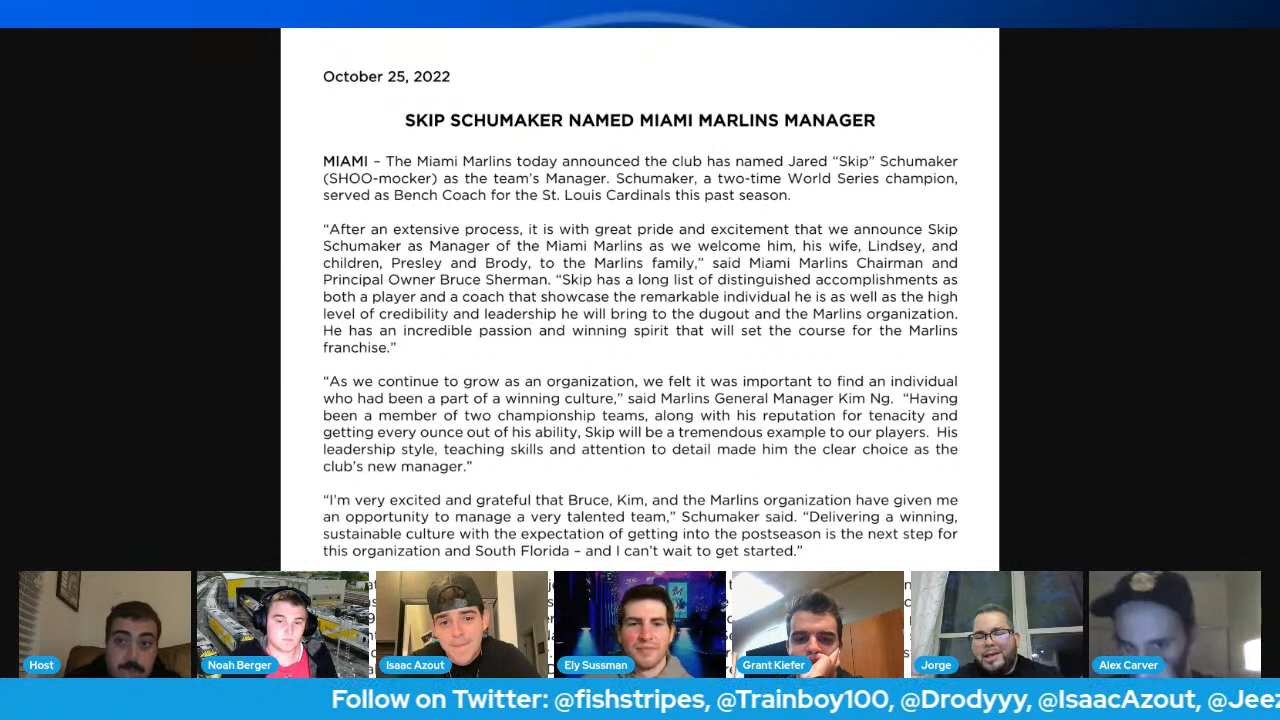 October 25, 2022
SKIP SCHUMAKER NAMED MIAMI MARLINS MANAGER
MIAMI – The Miami Marlins today announced the club has named Jared “Skip” Schumaker
(SHOO-mocker) as the team’s Manager. Schumaker, a two-time World Series champion,
served as Bench Coach for the St. Louis Cardinals this past season.
“After an extensive process, it is with great pride and excitement that we announce Skip
Schumaker as Manager of the Miami Marlins as we welcome him, his wife, Lindsey, and
children, Presley and Brody, to the Marlins family,” said Miami Marlins Chairman and
Principal Owner Bruce Sherman. “Skip has a long list of distinguished accomplishments as
both a player and a coach that showcase the remarkable individual he is as well as the high
level of credibility and leadership he will bring to the dugout and the Marlins organization.
He has an incredible passion and winning spirit that will set the course for the Marlins
franchise.”
“As we continue to grow as an organization, we felt it was important to find an individual
who had been a part of a winning culture,” said Marlins General Manager Kim Ng. “Having
been a member of two championship teams, along with his reputation for tenacity and
getting every ounce out of his ability, Skip will be a tremendous example to our players. His
leadership style, teaching skills and attention to detail made him the clear choice as the
club’s new manager.”
“I’m very excited and grateful that Bruce, Kim, and the Marlins organization have given me
an opportunity to manage a very talented team,” Schumaker said. “Delivering a winning,
sustainable culture with the expectation of getting into the postseason is the next step for
this organization and South Florida – and I can’t wait to get started.”
Host
Noah Berger
Isaac Azout
Ely Sussman
Grant Kiefer
Jorge
Alex Carver
Follow on Twitter: @fishstripes, @Trainboy100, @Drodyyy, @IsaacAzout, @Jeez